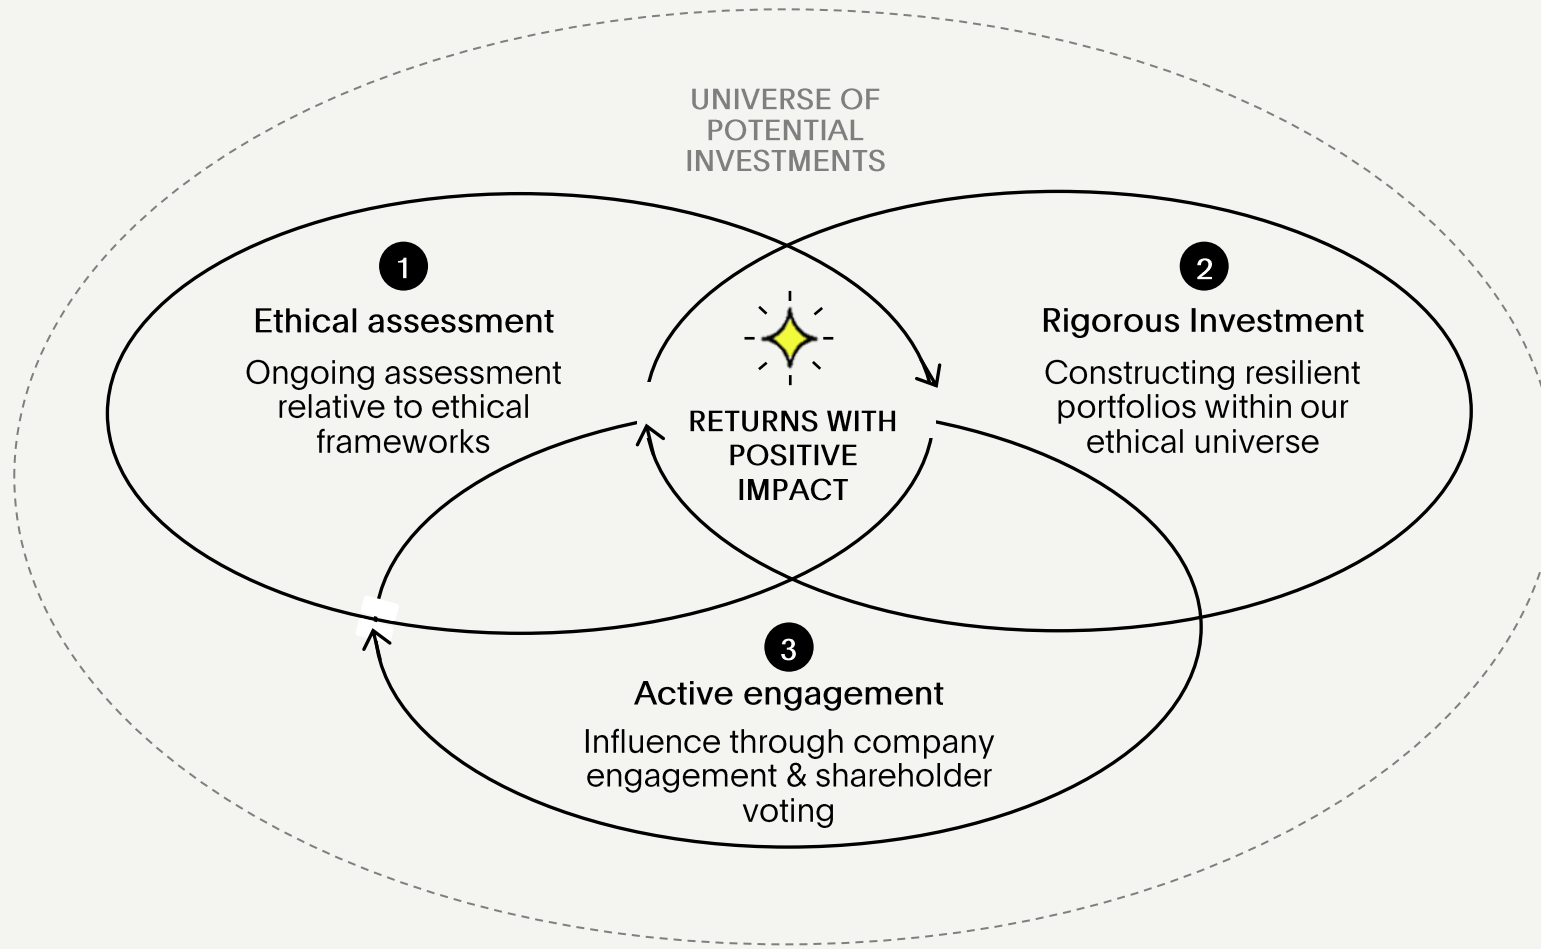 UNIVERSE OF
POTENTIAL
INVESTMENTS
1
Ethical assessment
Ongoing assessment
relative to ethical
frameworks
2
Rigorous Investment
Constructing resilient
portfolios within our
ethical universe
RETURNS WITH
POSITIVE
IMPACT
3
Active engagement
Influence through company
engagement & shareholder
voting